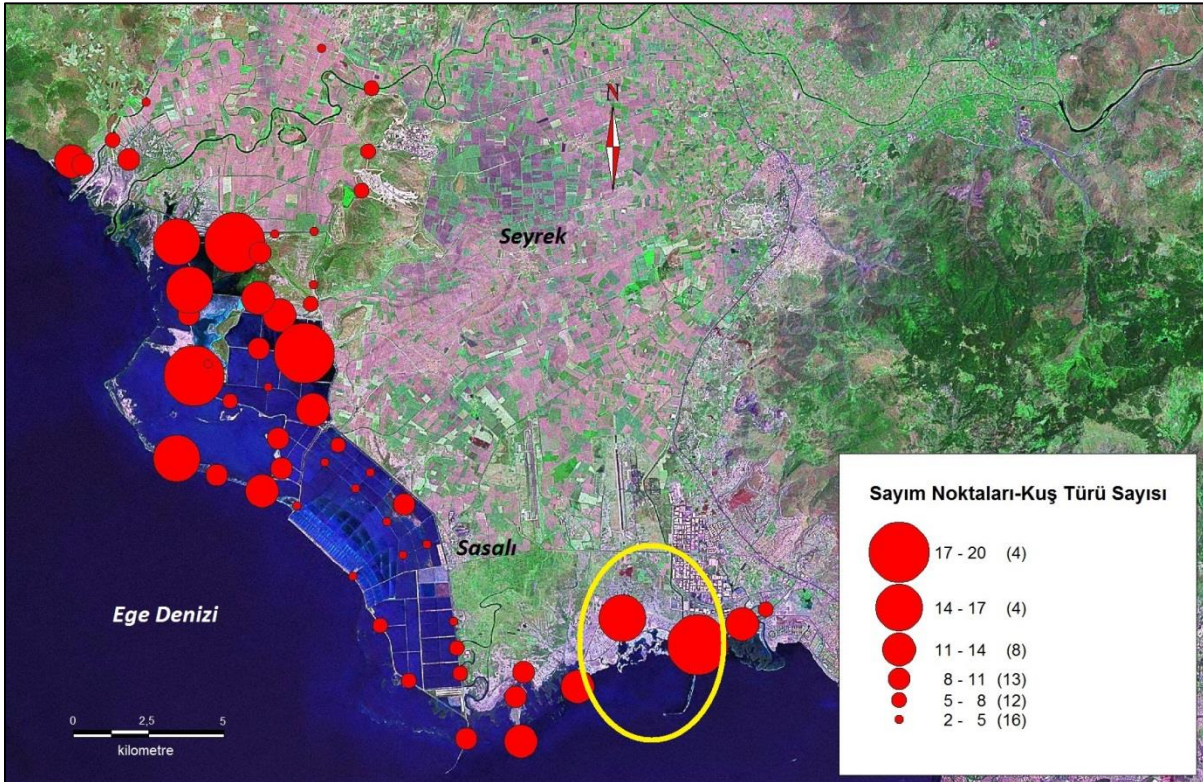 N
Seyrek
Sasalı
Ege Denizi
0 2,5 5
kilometre
Sayım Noktaları-Kuş Türü Sayısı
17 - 20 (4)
14 - 17 (4)
11 - 14 (8)
8 - 11 (13)
5 - 8 (12)
2 - 5 (16)